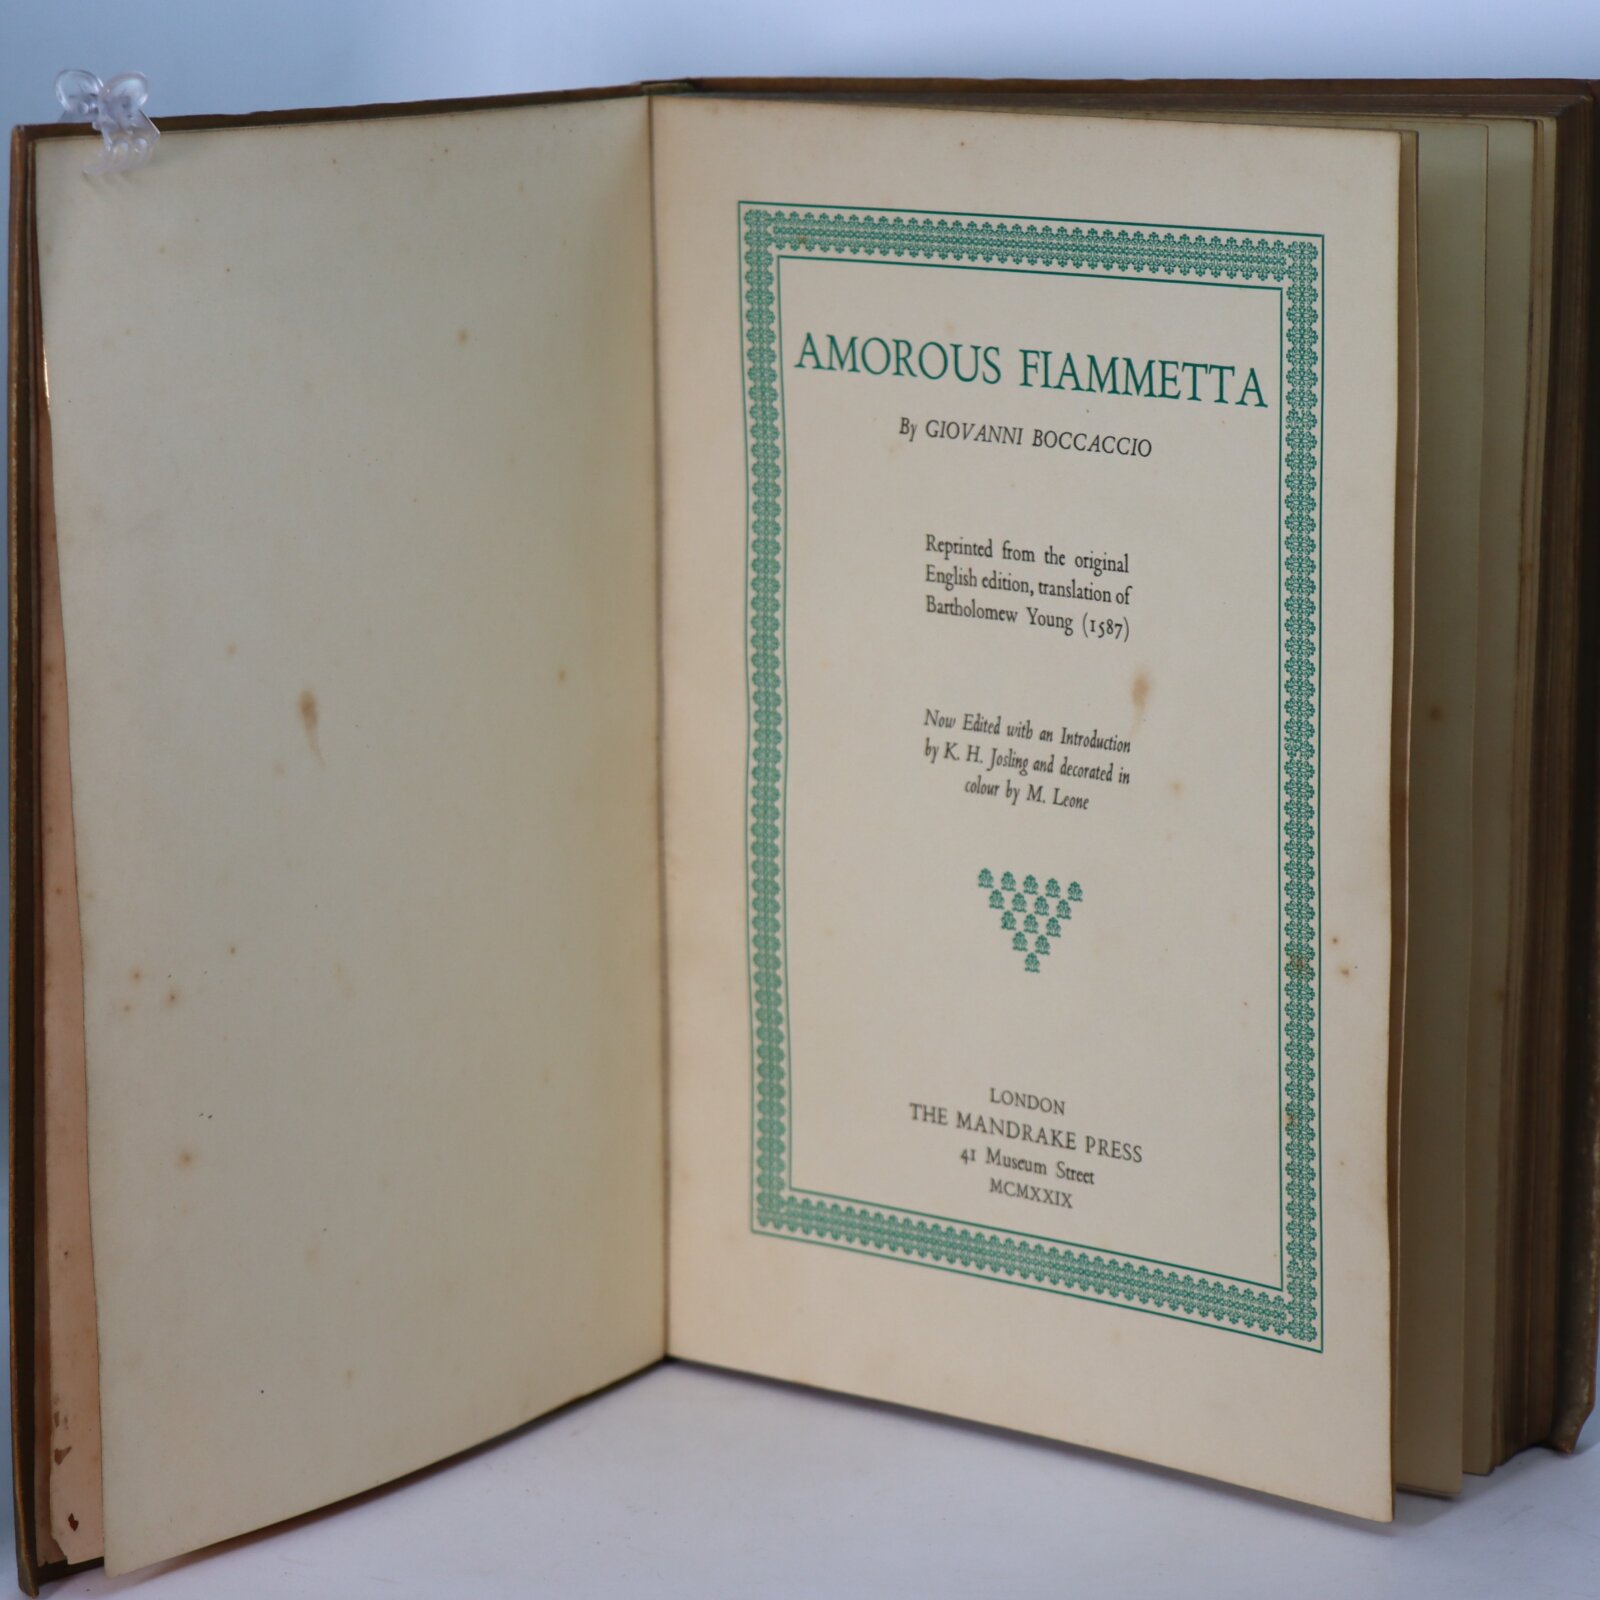 AMOROUS FIAMMETTA
By GIOVANNI BOCCACCIO
Reprinted from the original
English edition, translation of
Bartholomew Young (1587)
Now Edited with an Introduction
by K. H. Josling and decorated in
colour by M. Leone
LONDON
THE MANDRAKE PRESS
41 Museum Street
MCMXXIX